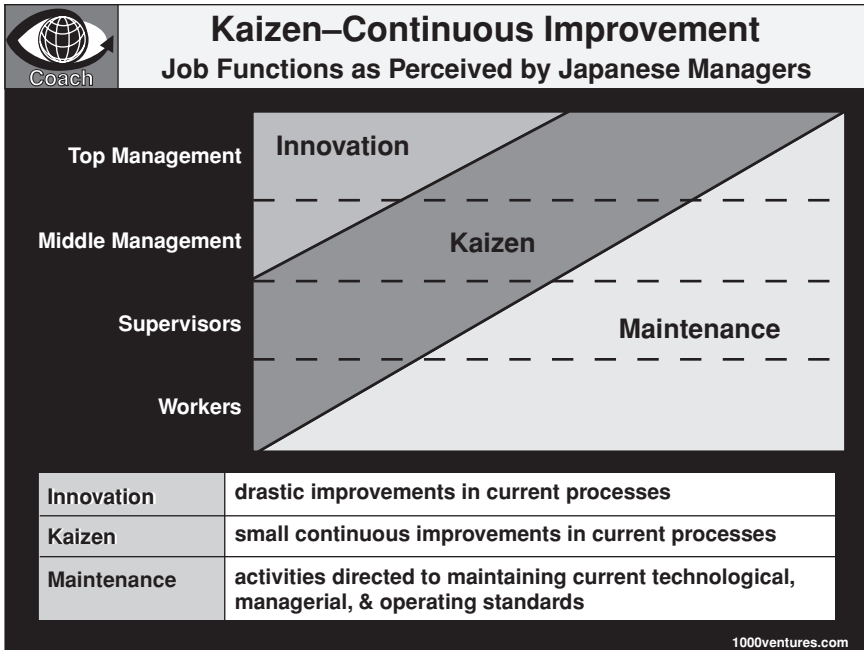 Coach
Kaizen–Continuous Improvement
Job Functions as Perceived by Japanese Managers
Top Management
Innovation
Middle Management
Kaizen
Supervisors
Maintenance
Workers
Innovation
drastic improvements in current processes
Kaizen
small continuous improvements in current processes
Maintenance
activities directed to maintaining current technological,
managerial, & operating standards
1000ventures.com